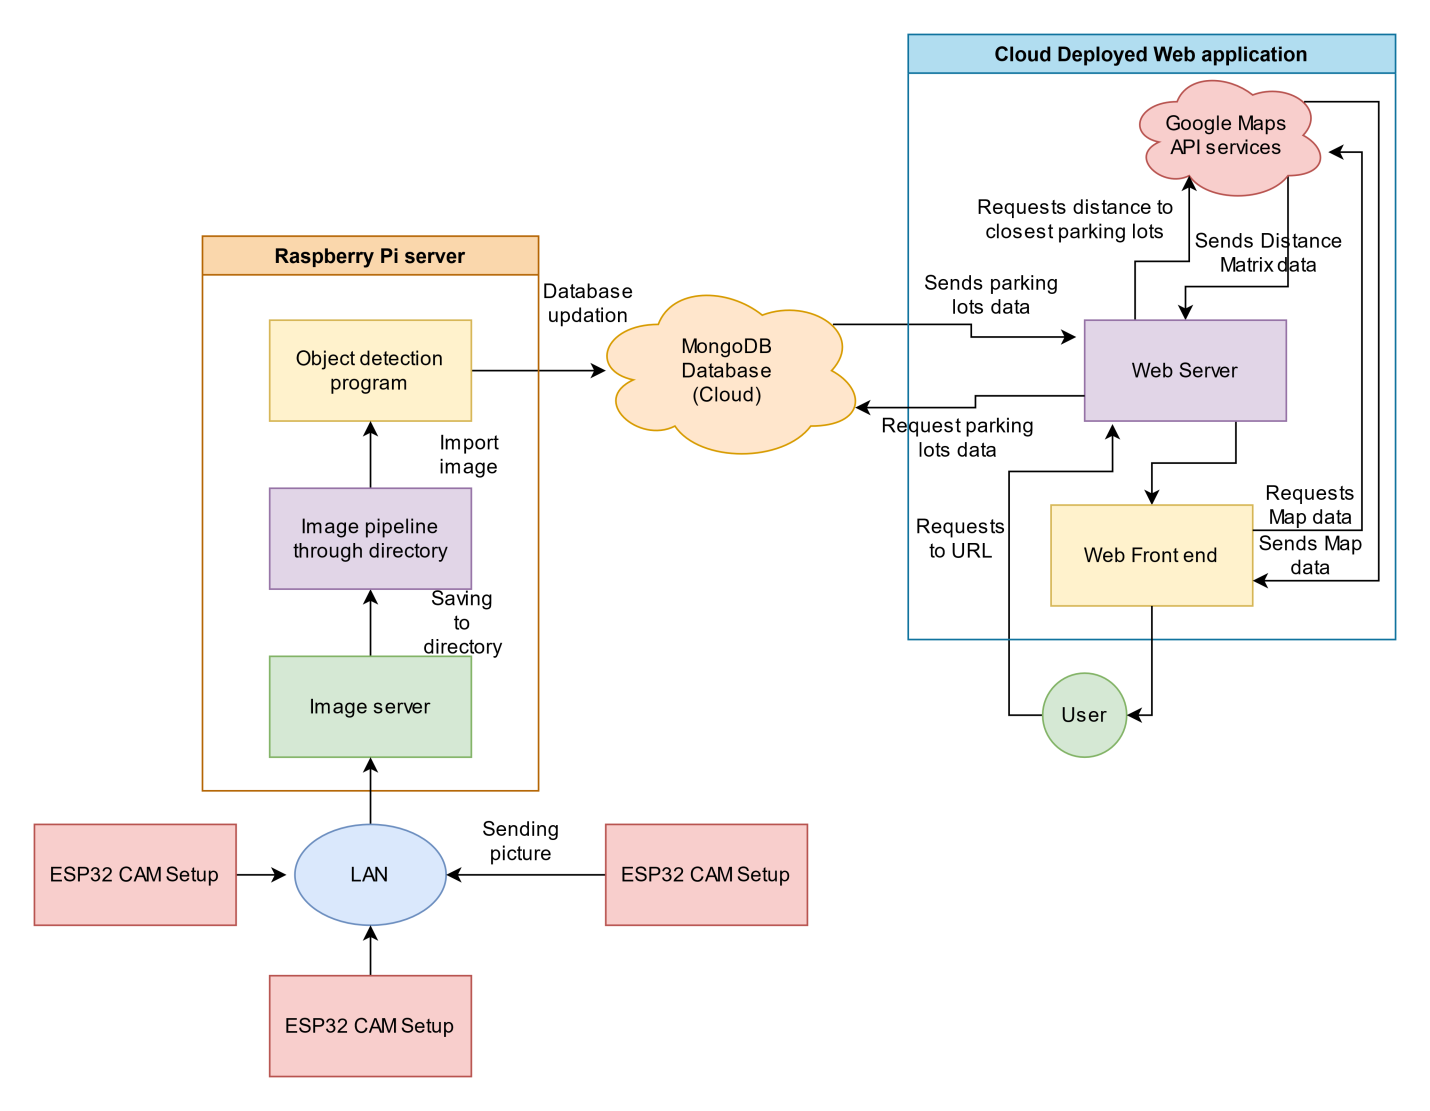 Cloud Deployed Web application
Google Maps
API services
Requests distance to
closest parking lots
Sends Distance
Matrix data
Raspberry Pi server
Database
updation
Sends parking
lots data
Object detection
program
MongoDB
Database
(Cloud)
Web Server
Request parking
lots data
Import
image
Image pipeline
through directory
Requests
to URL
Requests
Map data
Sends Map
data
Web Front end
Saving
to
directory
Image server
User
ESP32 CAM Setup
LAN
Sending
picture
ESP32 CAM Setup
ESP32 CAM Setup